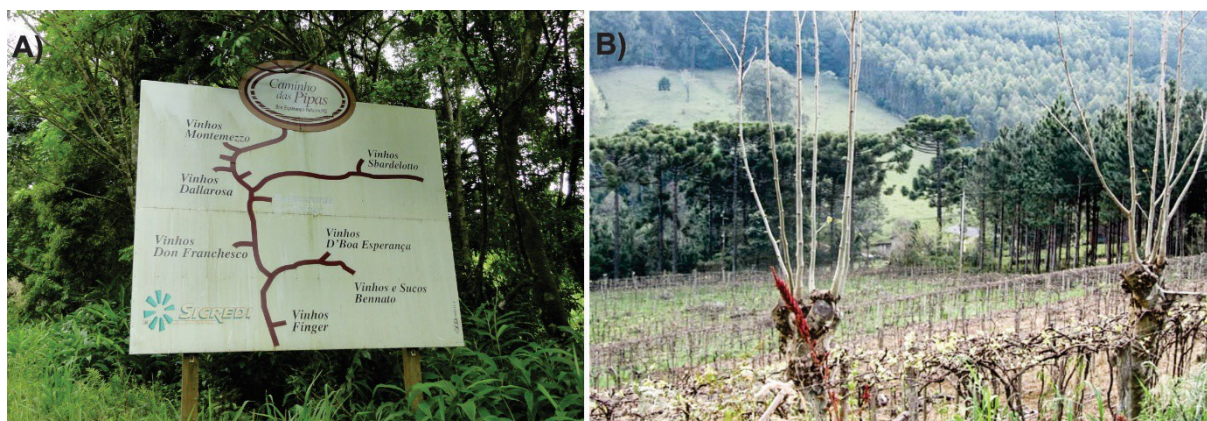 A)
Caminho
das Pipas
Vinhos
Montemezzo
Vinhos
Sbardelotto
Vinhos
Dallarosa
Vinhos
Don Franchesco
Vinhos
D'Boa Esperança
Vinhos e Sucos
Bennato
Vinhos
Finger
SICREDI
B)